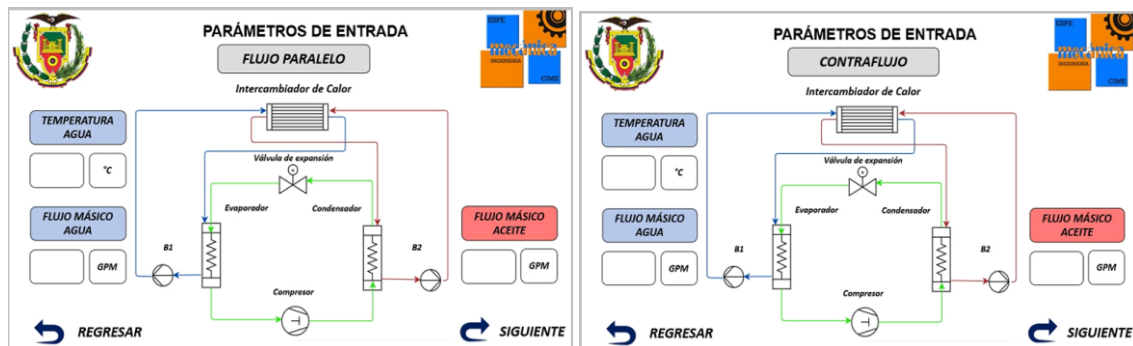 PARÁMETROS DE ENTRADA
FLUJO PARALELO
ESPE
mecánica
INGENIERÍA
CIME
Intercambiador de Calor
TEMPERATURA
AGUA
°C
Válvula de expansión
Evaporador
Condensador
FLUJO MÁSICO
AGUA
GPM
B1
B2
FLUJO MÁSICO
ACEITE
GPM
Compresor
REGRESAR
SIGUIENTE
PARÁMETROS DE ENTRADA
CONTRAFLUJO
ESPE
mecánica
INGENIERÍA
CIME
Intercambiador de Calor
TEMPERATURA
AGUA
°C
Válvula de expansión
Evaporador
Condensador
FLUJO MÁSICO
AGUA
GPM
B1
B2
FLUJO MÁSICO
ACEITE
GPM
Compresor
REGRESAR
SIGUIENTE